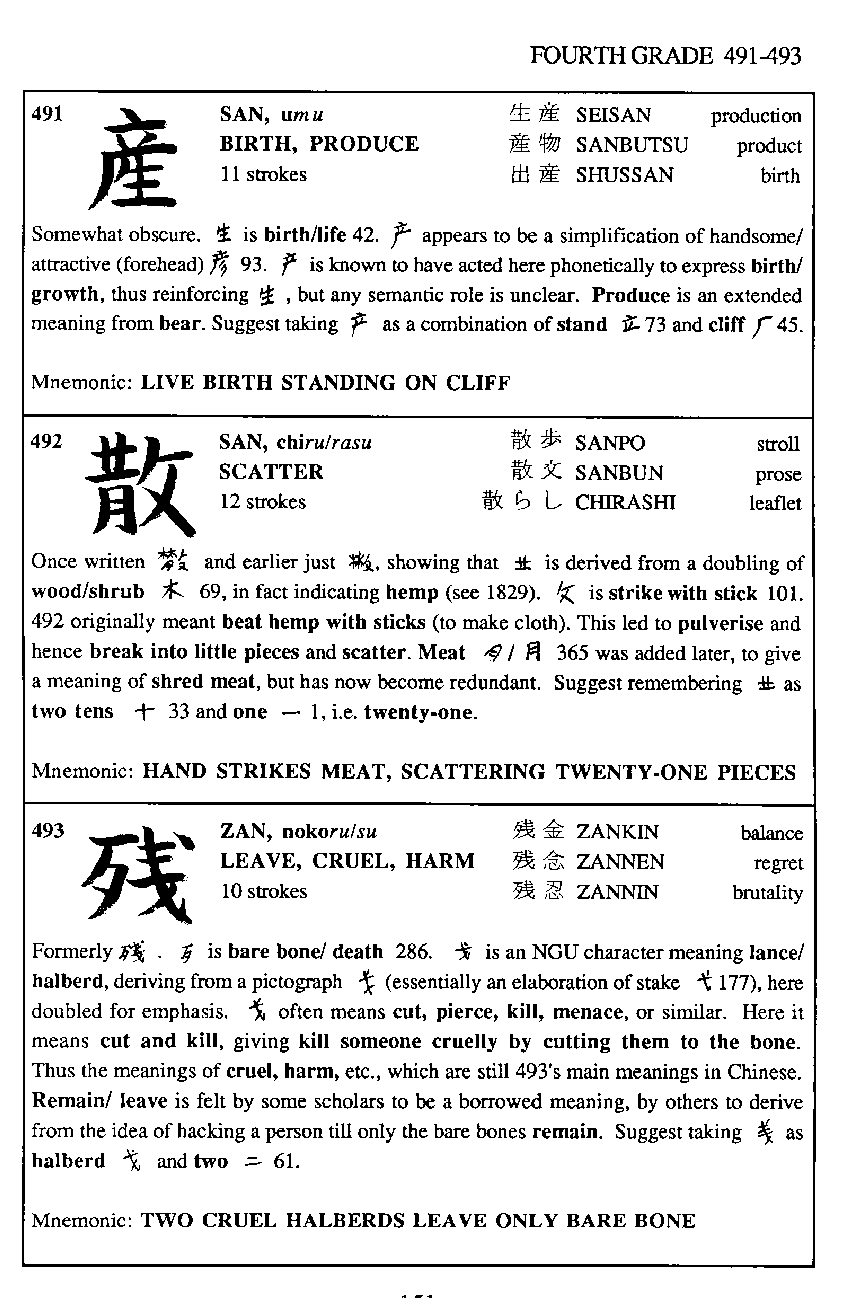 FOURTH GRADE 491-493
491 産 SAN, umu 生産 SEISAN production
BIRTH, PRODUCE 産物 SANBUTSU product
11 strokes 出産 SHUSSAN birth
Somewhat obscure. 生 is birth/life 42. appears to be a simplification of handsome/
attractive (forehead) 彦 93. is known to have acted here phonetically to express birth/
growth, thus reinforcing 生 , but any semantic role is unclear. Produce is an extended
meaning from bear. Suggest taking as a combination of stand 立 73 and cliff 厂 45.
Mnemonic: LIVE BIRTH STANDING ON CLIFF
492 散 SAN, chiru/rasu 散歩 SANPO stroll
SCATTER 散文 SANBUN prose
12 strokes 散らし CHIRASHI leaflet
Once written and earlier just , showing that is derived from a doubling of
wood/shrub 木 69, in fact indicating hemp (see 1829). 攵 is strike with stick 101.
492 originally meant beat hemp with sticks (to make cloth). This led to pulverise and
hence break into little pieces and scatter. Meat / 月 365 was added later, to give
a meaning of shred meat, but has now become redundant. Suggest remembering as
two tens 十 33 and one 一 1, i.e. twenty-one.
Mnemonic: HAND STRIKES MEAT, SCATTERING TWENTY-ONE PIECES
493 残 ZAN, nokoru/su 残金 ZANKIN balance
LEAVE, CRUEL, HARM 残念 ZANNEN regret
10 strokes 残忍 ZANNIN brutality
Formerly 殘 . 歹 is bare bone/ death 286. 戈 is an NGU character meaning lance/
halberd, deriving from a pictograph (essentially an elaboration of stake 弋 177), here
doubled for emphasis. 戈 often means cut, pierce, kill, menace, or similar. Here it
means cut and kill, giving kill someone cruelly by cutting them to the bone.
Thus the meanings of cruel, harm, etc., which are still 493's main meanings in Chinese.
Remain/ leave is felt by some scholars to be a borrowed meaning, by others to derive
from the idea of hacking a person till only the bare bones remain. Suggest taking as
halberd 戈 and two 二 61.
Mnemonic: TWO CRUEL HALBERDS LEAVE ONLY BARE BONE